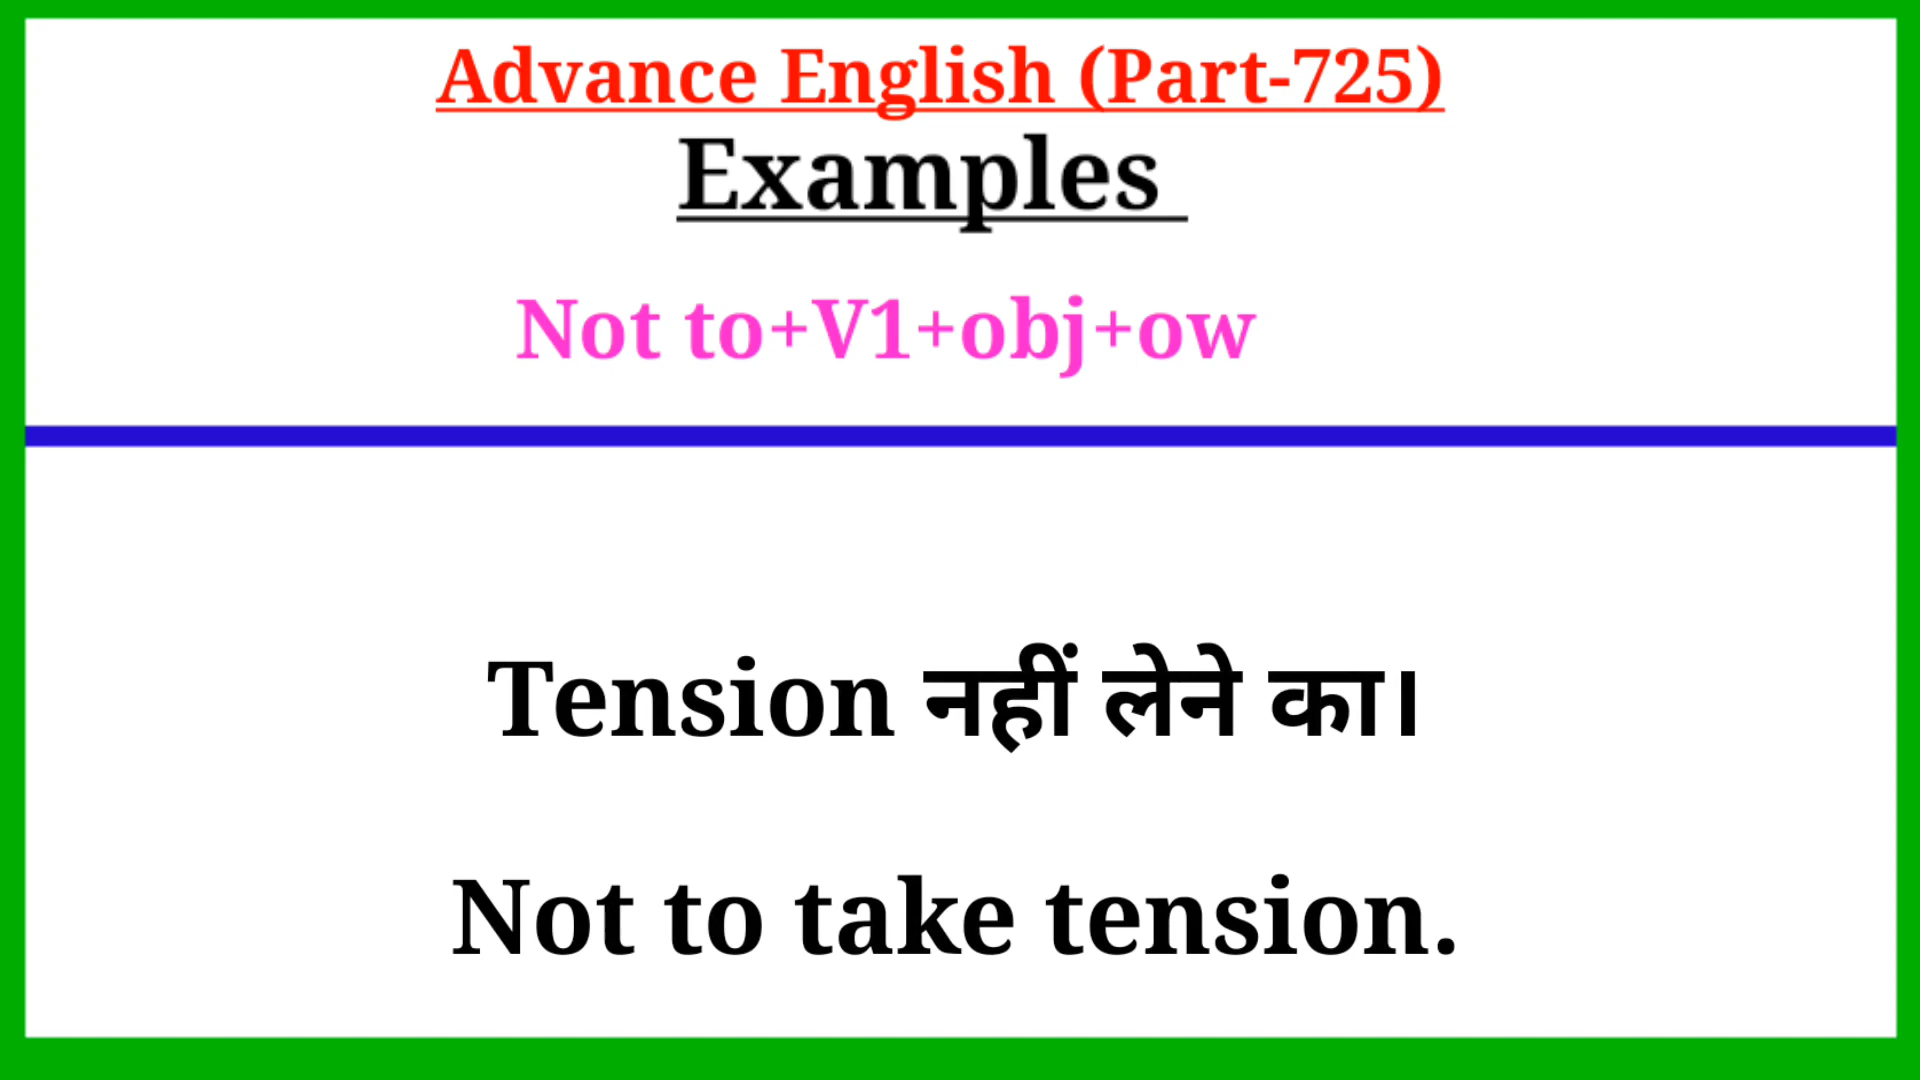 Advance English (Part-725)
Examples
Not to+V1+obj+ow
Tension नहीं लेने का।
Not to take tension.